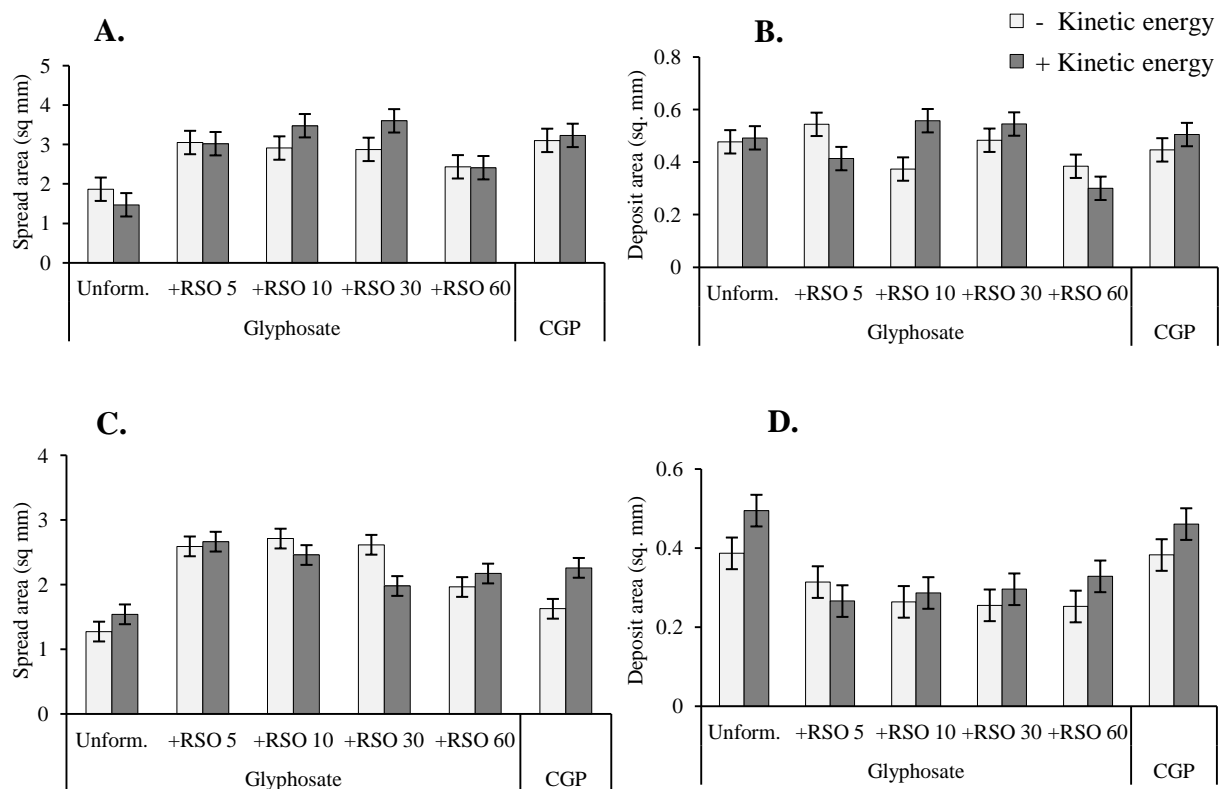 A.
Spread area (sq mm)
5
4
3
2
1
0
Unform. +RSO 5 +RSO 10 +RSO 30 +RSO 60
Glyphosate CGP
B.
- Kinetic energy
+ Kinetic energy
Deposit area (sq. mm)
0.8
0.6
0.4
0.2
0
Unform. +RSO 5 +RSO 10 +RSO 30 +RSO 60
Glyphosate CGP
C.
Spread area (sq mm)
4
3
2
1
0
Unform. +RSO 5 +RSO 10 +RSO 30 +RSO 60
Glyphosate CGP
D.
Deposit area (sq. mm)
0.6
0.4
0.2
0
Unform. +RSO 5 +RSO 10 +RSO 30 +RSO 60
Glyphosate CGP